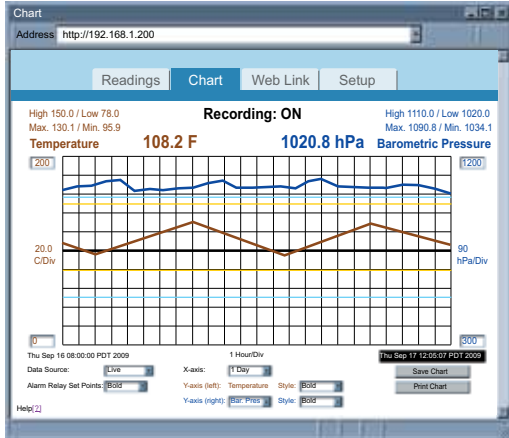 Chart
Address http://192.168.1.200
Readings Chart Web Link Setup
High 150.0 / Low 78.0 Recording: ON High 1110.0 / Low 1020.0
Max. 130.1 / Min. 95.9 Max. 1090.8 / Min. 1034.1
Temperature 108.2 F 1020.8 hPa Barometric Pressure
200 1200
20.0 90
C/Div hPa/Div
0 300
Thu Sep 16 08:00:00 PDT 2009 1 Hour/Div Thu Sep 17 12:05:07 PDT 2009
Data Source: Live X-axis: 1 Day Save Chart
Alarm Relay Set Points: Bold Y-axis (left): Temperature Style: Bold Print Chart
Y-axis (right): Bar. Pres Style: Bold
Help[?]